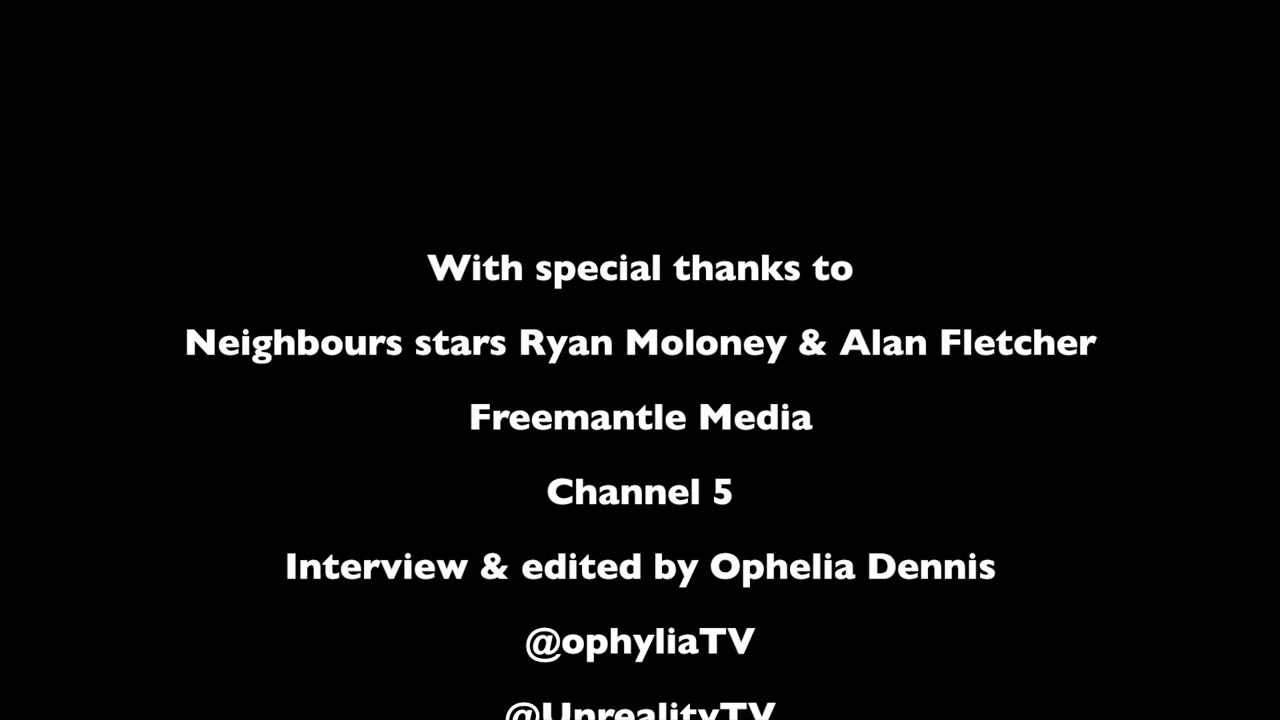 With special thanks to
Neighbours stars Ryan Moloney & Alan Fletcher
Freemantle Media
Channel 5
Interview & edited by Ophelia Dennis
@ophyliaTV
@UnrealityTV